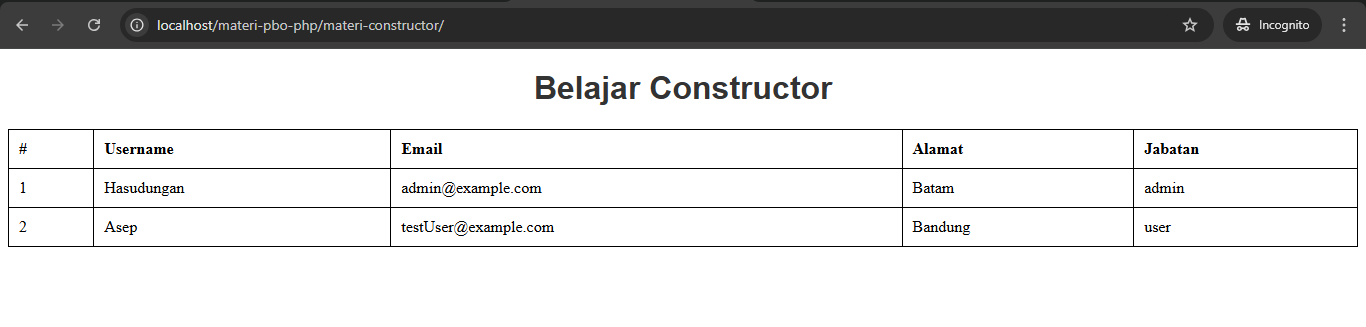 localhost/materi-pbo-php/materi-constructor/ Incognito
Belajar Constructor
# Username Email Alamat Jabatan
1 Hasudungan admin@example.com Batam admin
2 Asep testUser@example.com Bandung user